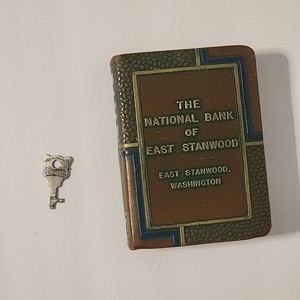 THE
NATIONAL BANK
OF
EAST STANWOOD
EAST STANWOOD,
WASHINGTON